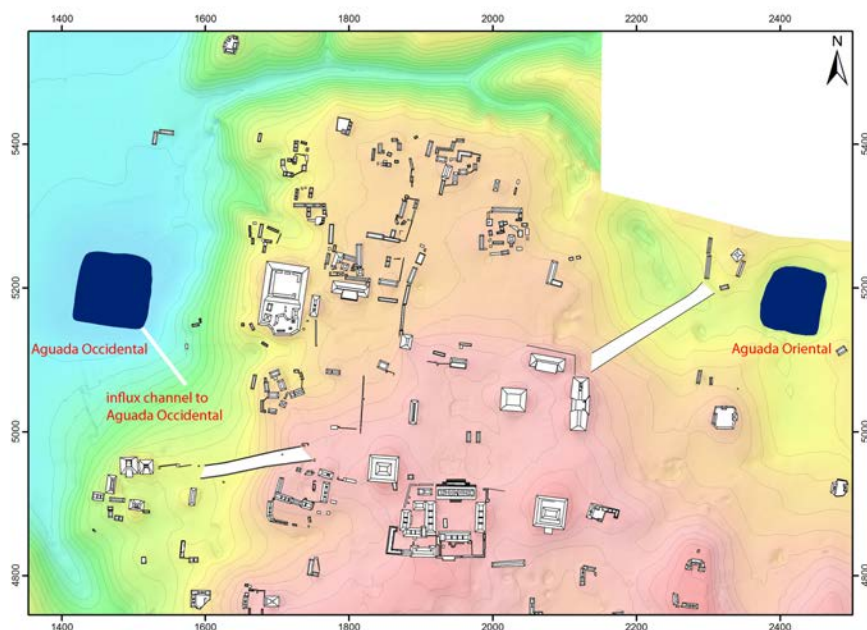 1400 1600 1800 2000 2200 2400
N
5400 5400
5200 5200
Aguada Occidental Aguada Oriental
influx channel to
Aguada Occidental
5000 5000
4800 4800
1400 1600 1800 2000 2200 2400